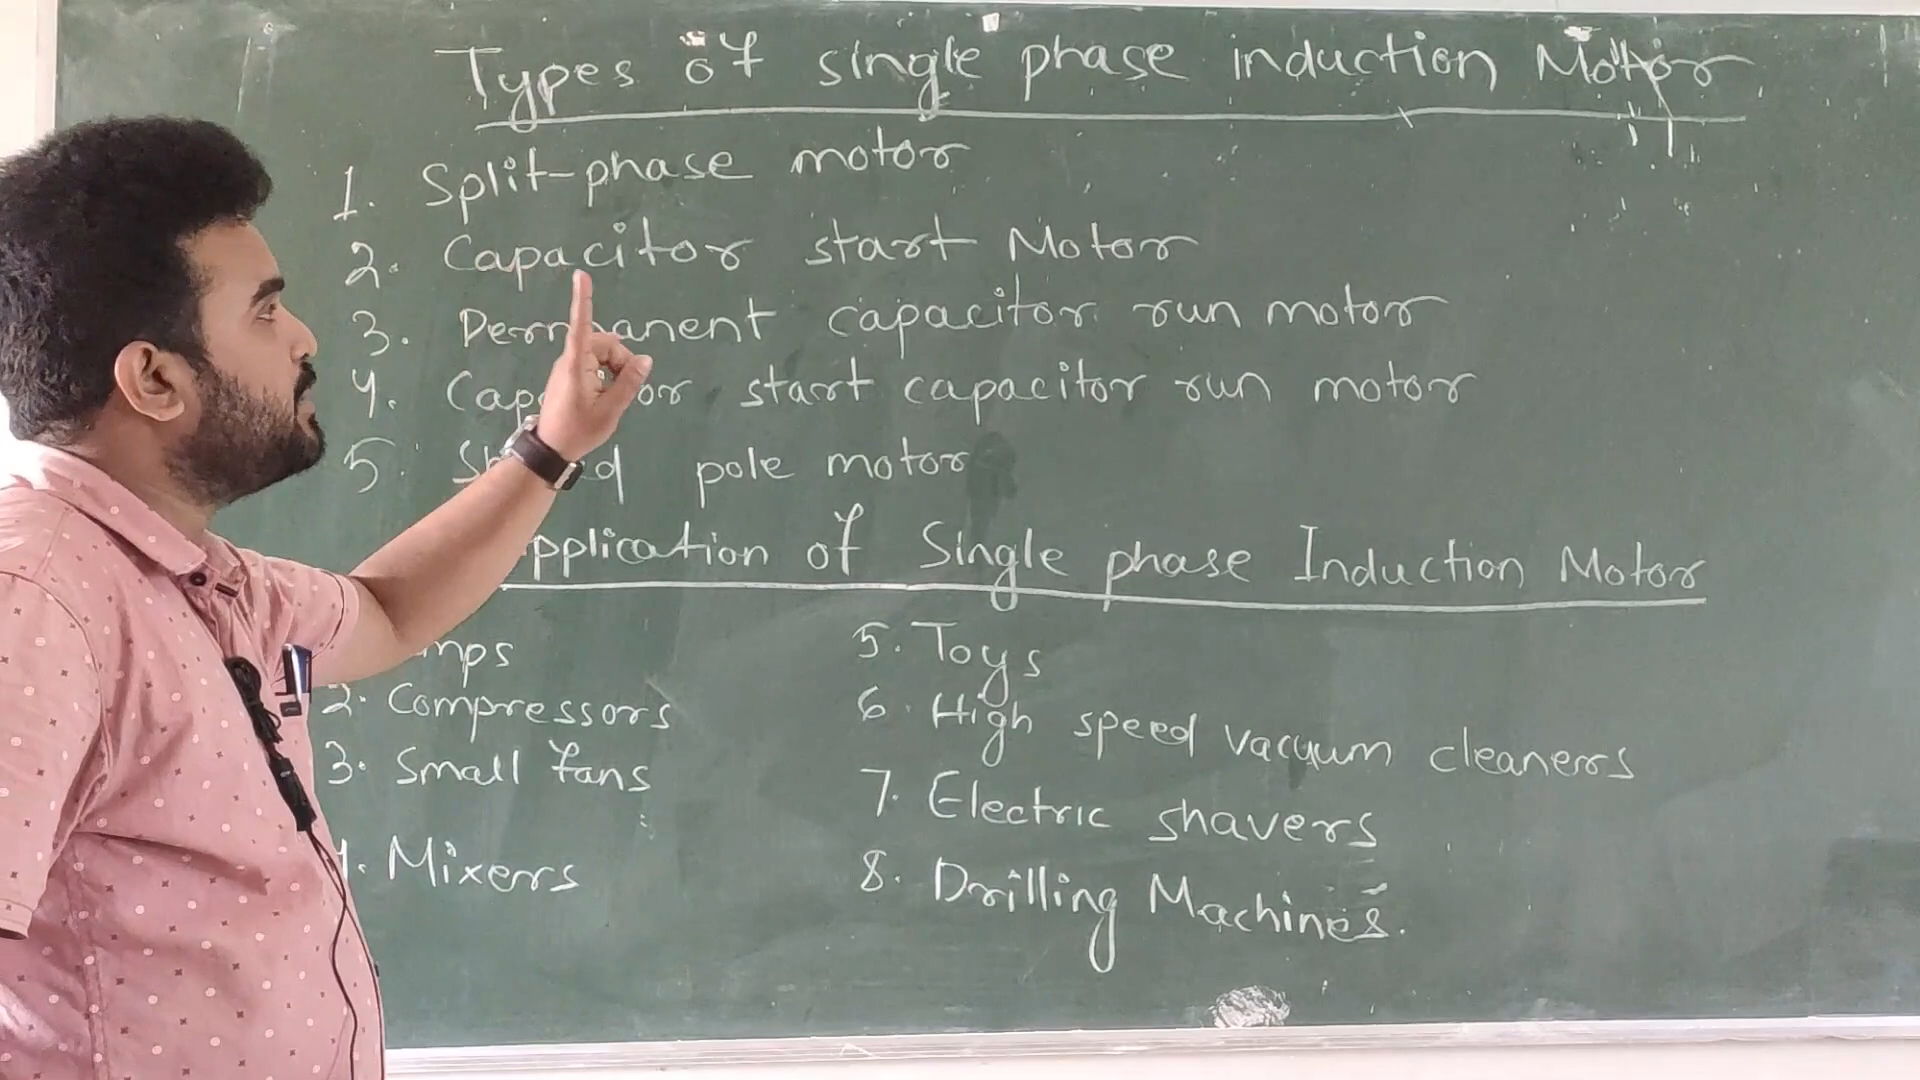 Types of single phase induction Motor
1. Split-phase motor
2. Capacitor start Motor
3. Permanent capacitor run motor
4. start capacitor run motor
5. pole motor
of Single phase Induction Motor
2. Compressors
3. Small fans
4. Mixers
5. Toys
6. High speed vacuum cleaners
7. Electric shavers
8. Drilling Machines.